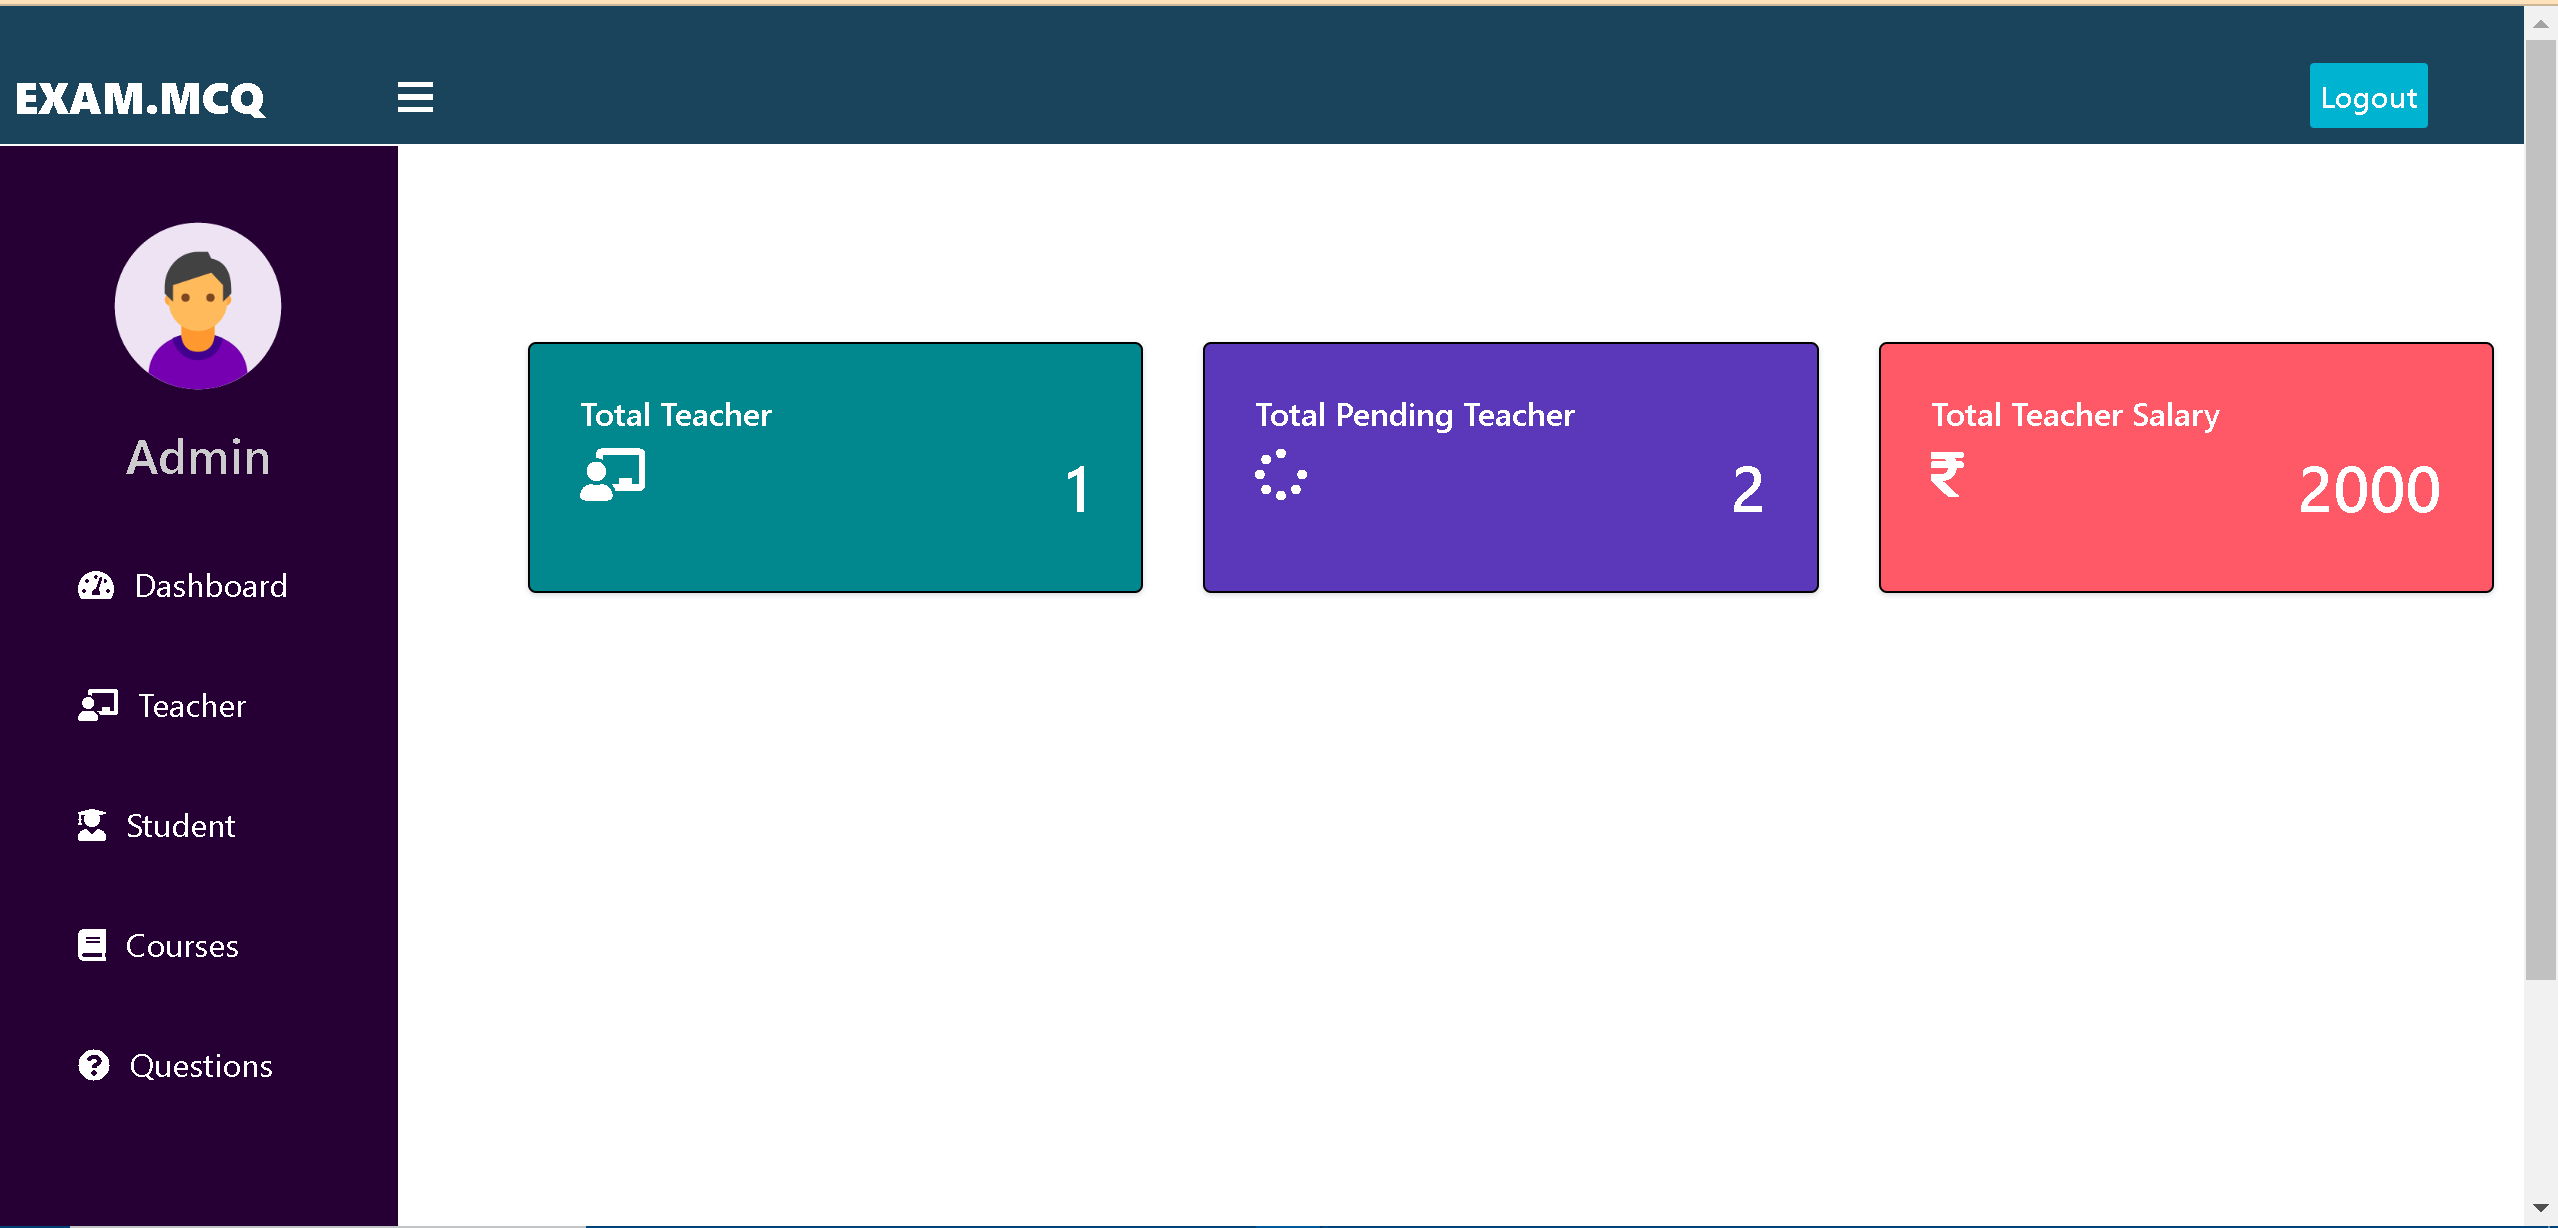 EXAM.MCQ
Logout
Admin
Dashboard
Teacher
Student
Courses
Questions
Total Teacher
1
Total Pending Teacher
2
Total Teacher Salary
₹
2000